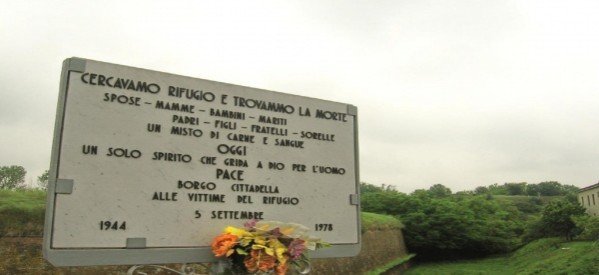 CERCAVAMO RIFUGIO E TROVAMMO LA MORTE
SPOSE - MAMME - BAMBINI - MARITI
PADRI - FIGLI - FRATELLI - SORELLE
UN MISTO DI CARNE E SANGUE
OGGI
UN SOLO SPIRITO CHE GRIDA A DIO PER L'UOMO
PACE
BORGO CITTADELLA
ALLE VITTIME DEL RIFUGIO
5 SETTEMBRE
1944 1978